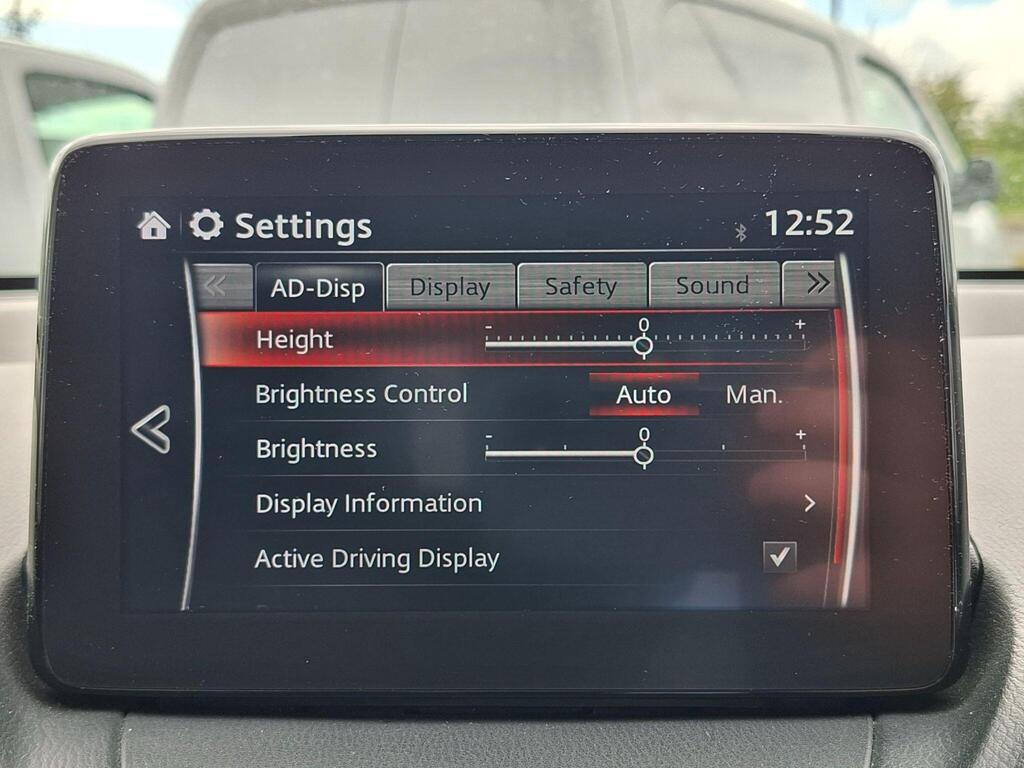 Settings 12:52
AD-Disp Display Safety Sound
Height - 0 +
Brightness Control Auto Man.
Brightness - 0 +
Display Information
Active Driving Display